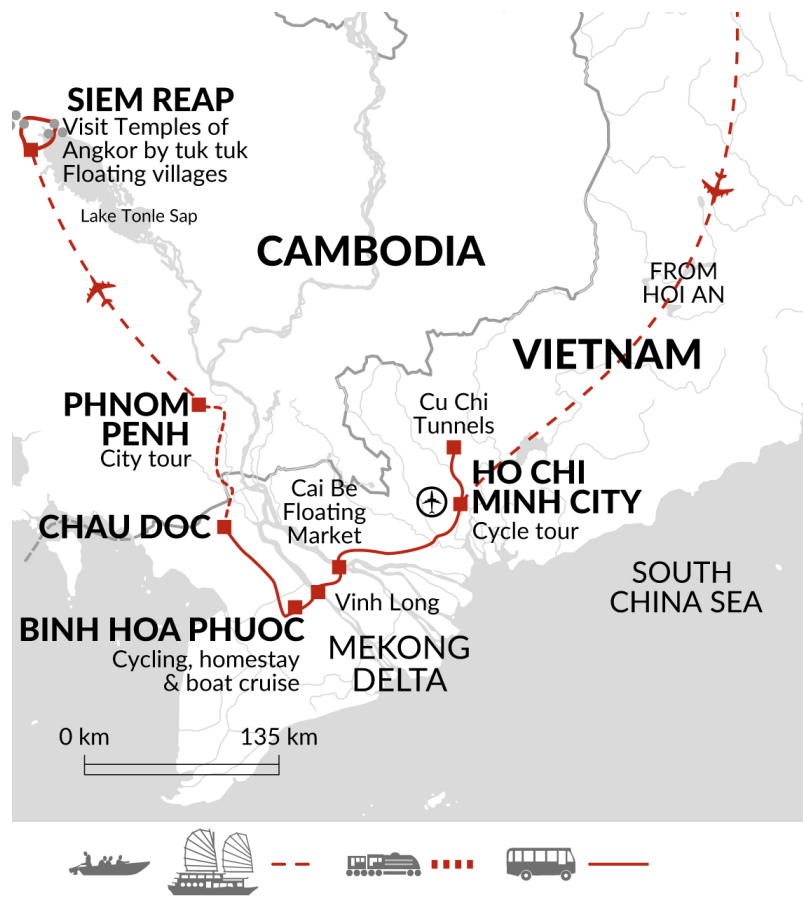 SIEM REAP
Visit Temples of
Angkor by tuk tuk
Floating villages
Lake Tonle Sap
CAMBODIA
FROM
HOI AN
VIETNAM
PHNOM
PENH
City tour
Cu Chi
Tunnels
HO CHI
MINH CITY
Cycle tour
Cai Be
Floating
Market
CHAU DOC
SOUTH
CHINA SEA
Vinh Long
BINH HOA PHUOC
Cycling, homestay
& boat cruise
MEKONG
DELTA
0 km
135 km